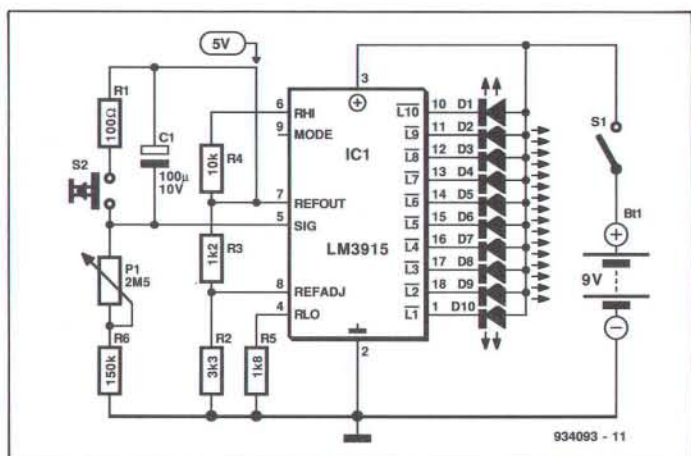 5V
R1
100Ω
C1
100µ
10V
S2
P1
2M5
R6
150k
R4
10k
R3
1k2
R2
3k3
R5
1k8
6 RHI
9 MODE
7 REFOUT
5 SIG
8 REFADJ
4 RLO
3
IC1
LM3915
2
L10 10 D1
L9 11 D2
L8 12 D3
L7 13 D4
L6 14 D5
L5 15 D6
L4 16 D7
L3 17 D8
L2 18 D9
L1 1 D10
S1
Bt1
9V
934093 - 11